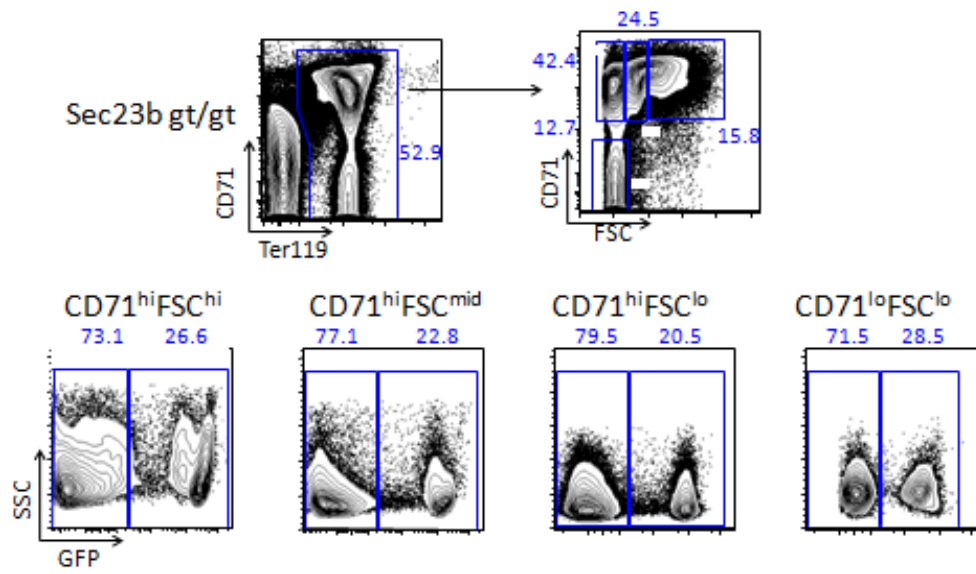 24.5
42.4
Sec23b gt/gt
12.7
52.9
15.8
CD71
CD71
Ter119
FSC
CD71hiFSChi
CD71hiFSCmid
CD71hiFSClo
CD71loFSClo
73.1 26.6
77.1 22.8
79.5 20.5
71.5 28.5
SSC
GFP